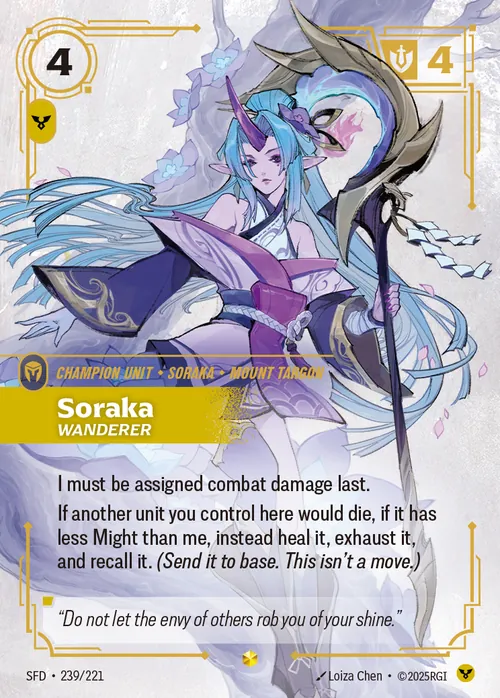 4
4
CHAMPION UNIT • SORAKA • MOUNT TARGON
Soraka
WANDERER
I must be assigned combat damage last.
If another unit you control here would die, if it has
less Might than me, instead heal it, exhaust it,
and recall it. (Send it to base. This isn't a move.)
“Do not let the envy of others rob you of your shine.”
SFD • 239/221
Loiza Chen • ©2025RGI